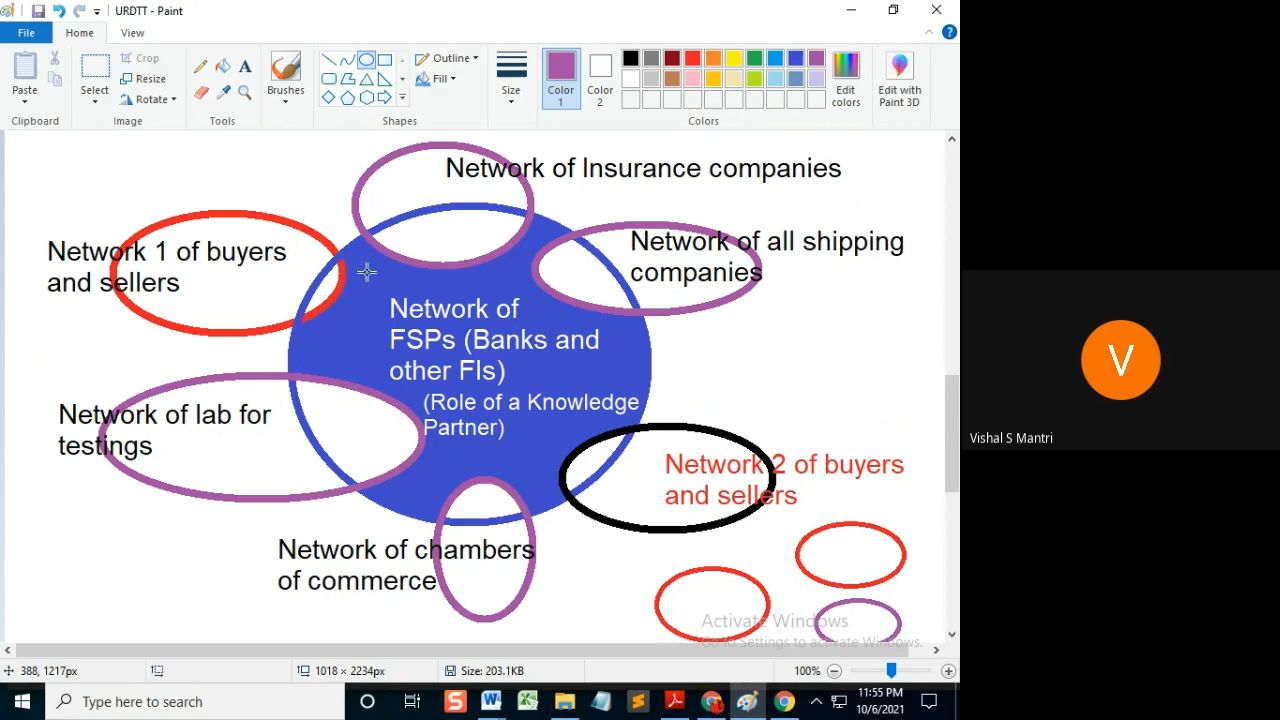 URDTT - Paint
File
Home
View
Paste
Clipboard
Select
Crop
Resize
Rotate
Image
A
Tools
Brushes
Outline
Fill
Shapes
Size
Color
1
Color
2
Edit
colors
Edit with
Paint 3D
Colors
Network of Insurance companies
Network of all shipping
companies
Network 1 of buyers
and sellers
Network of
FSPs (Banks and
other FIs)
(Role of a Knowledge
Partner)
Network of lab for
testings
Network 2 of buyers
and sellers
Network of chambers
of commerce
Activate Windows
Go to Settings to activate Windows.
V
Vishal S Mantri
388, 1217px
1018 × 2234px
Size: 203.1KB
100%
Type here to search
11:55 PM
10/6/2021